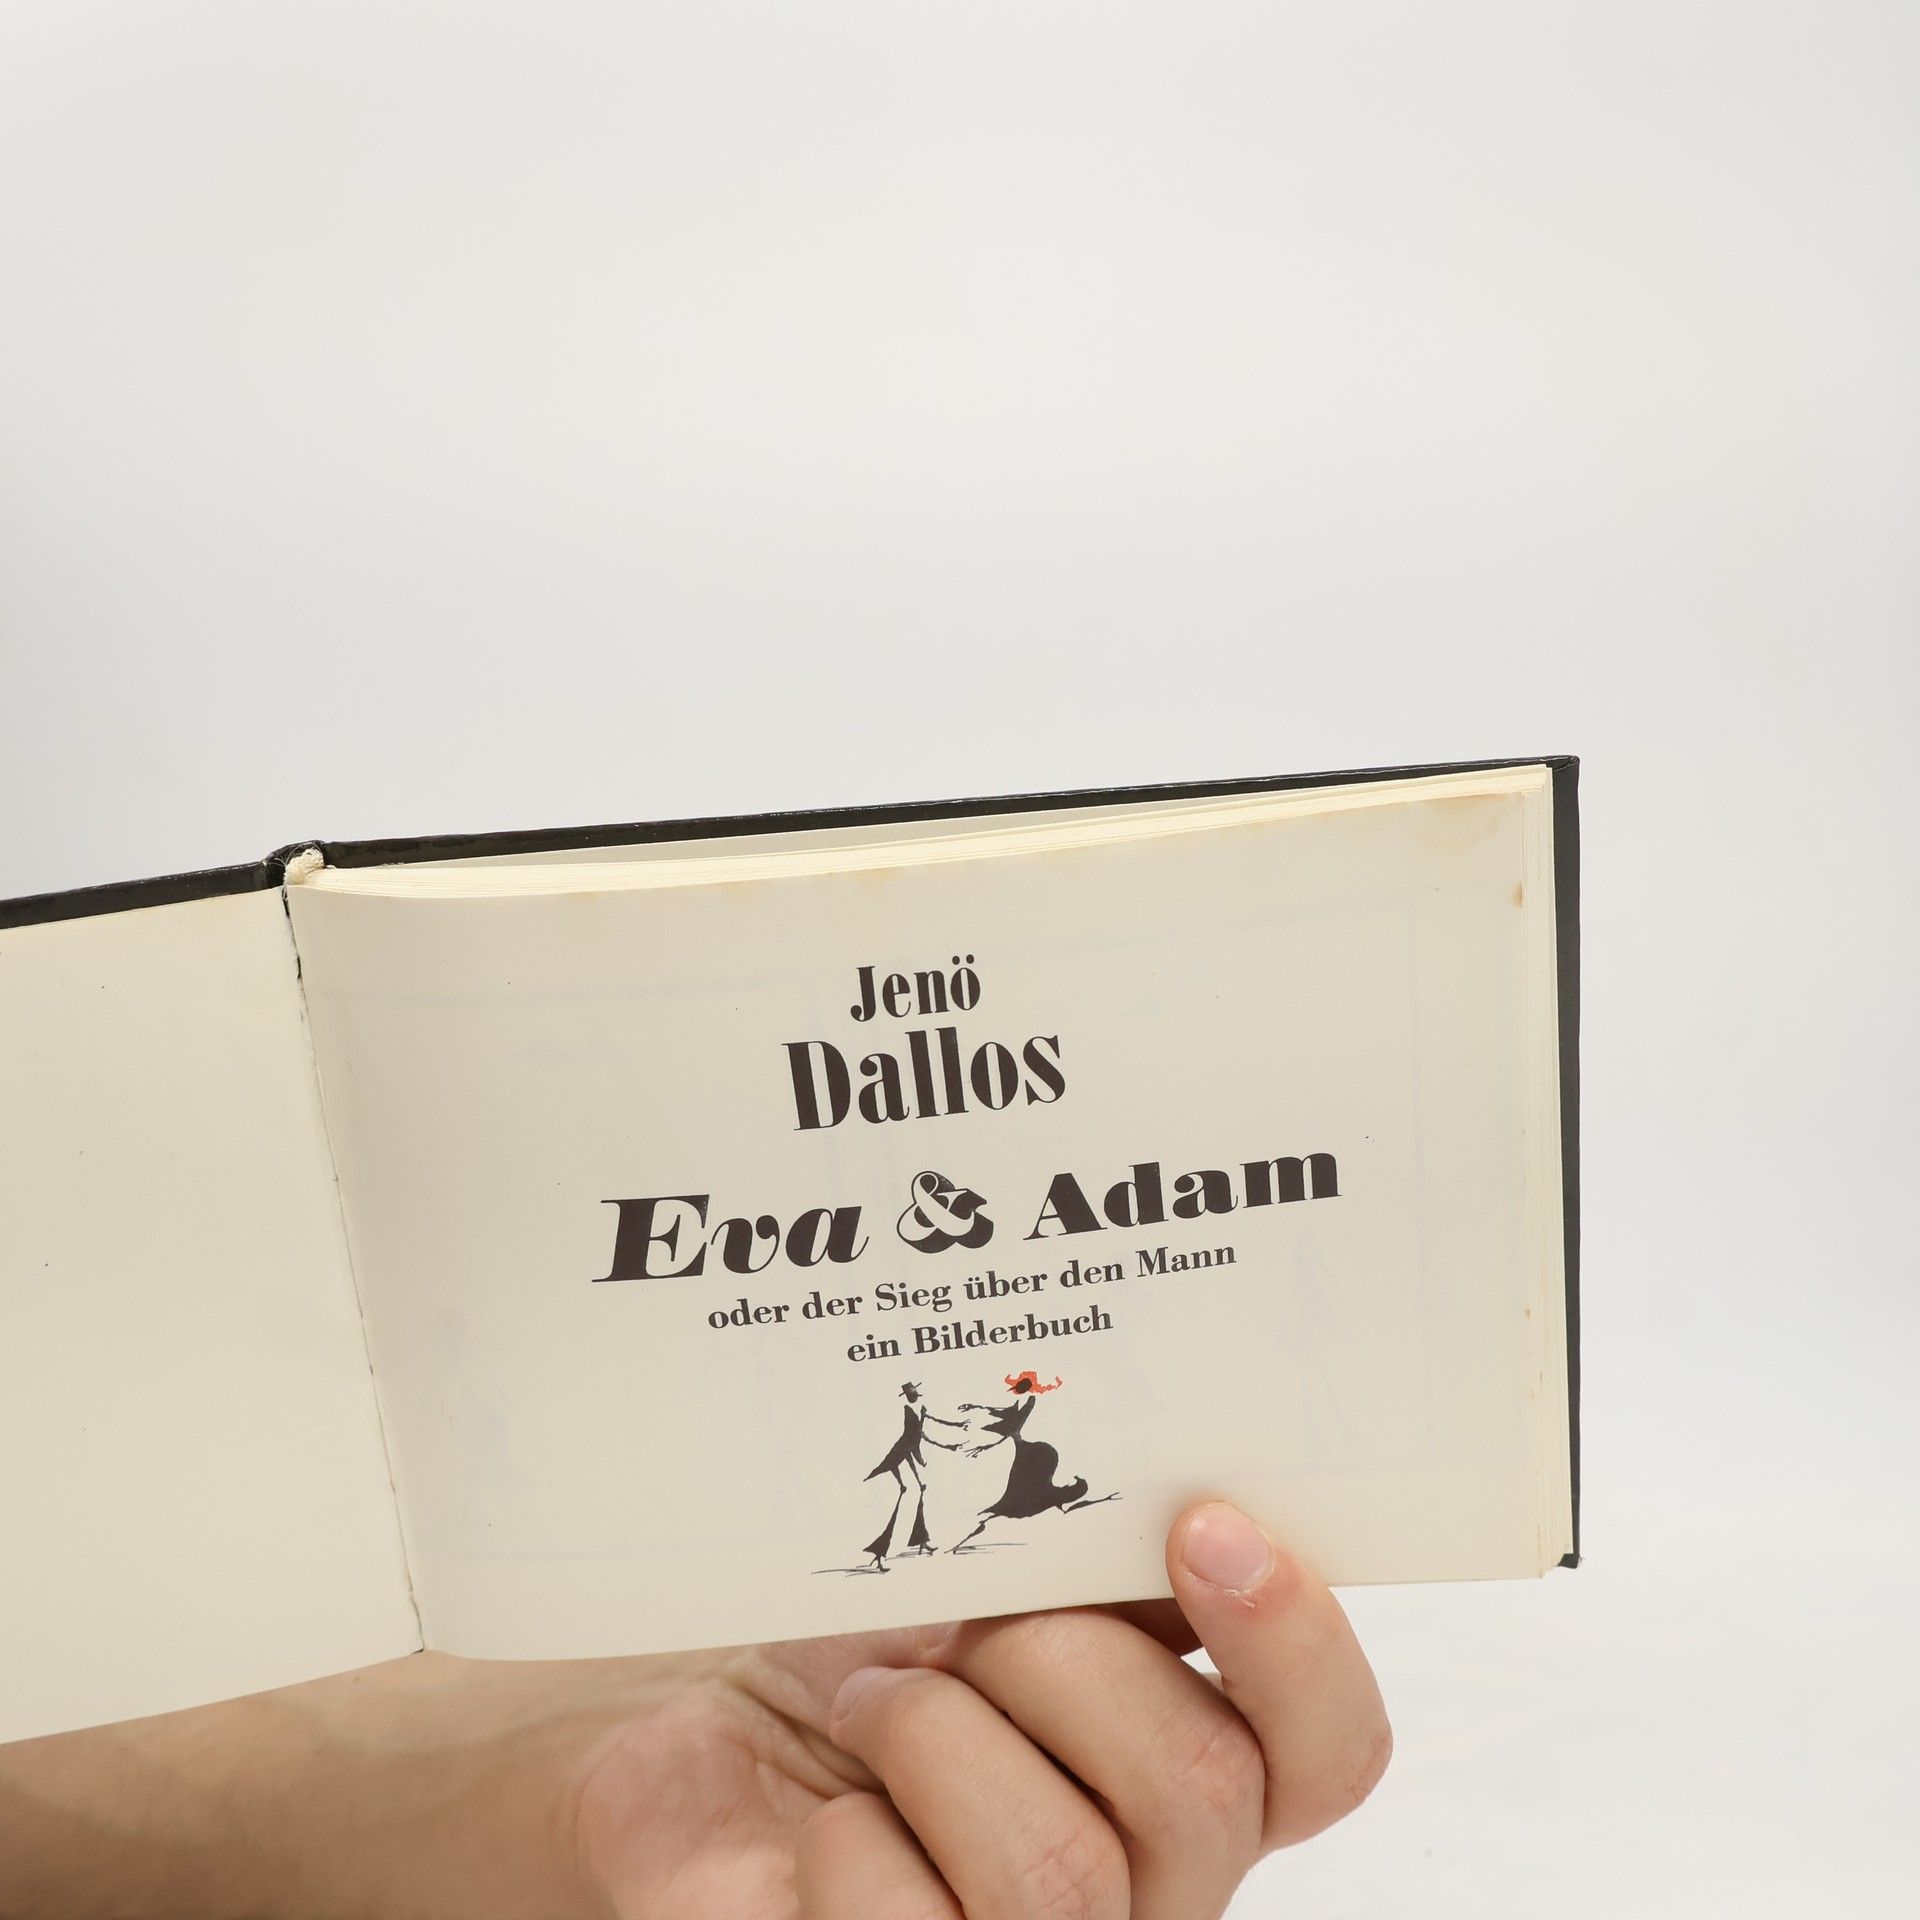 Jenö
Dallos
Eva & Adam
oder der Sieg über den Mann
ein Bilderbuch